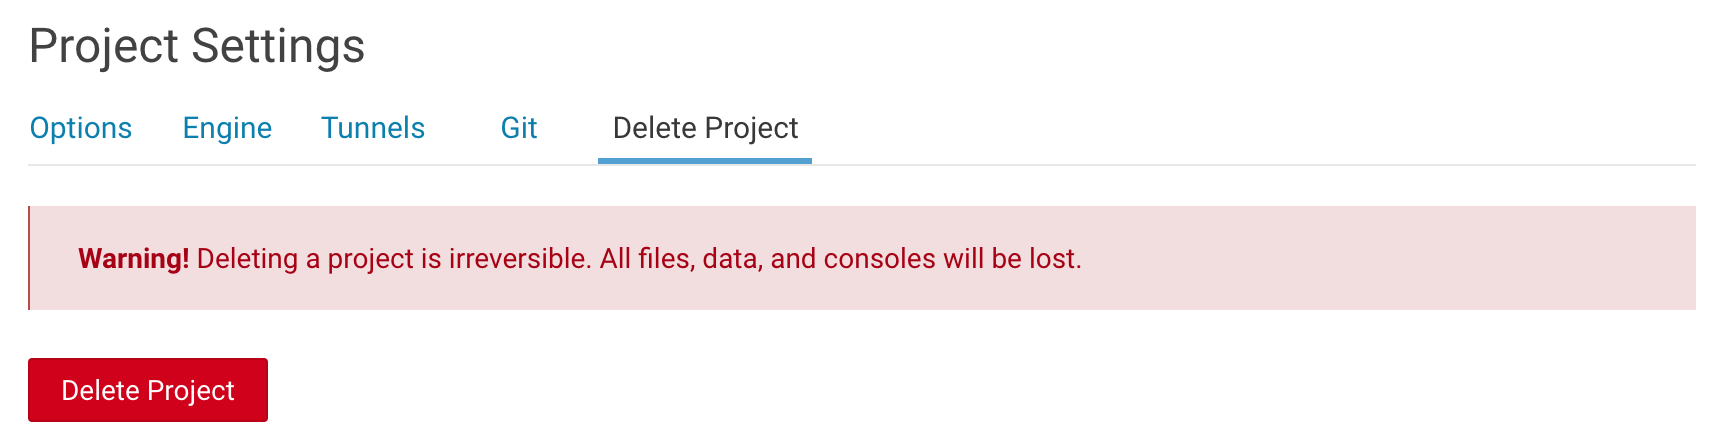 Project Settings
Options Engine Tunnels Git Delete Project
Warning! Deleting a project is irreversible. All files, data, and consoles will be lost.
Delete Project